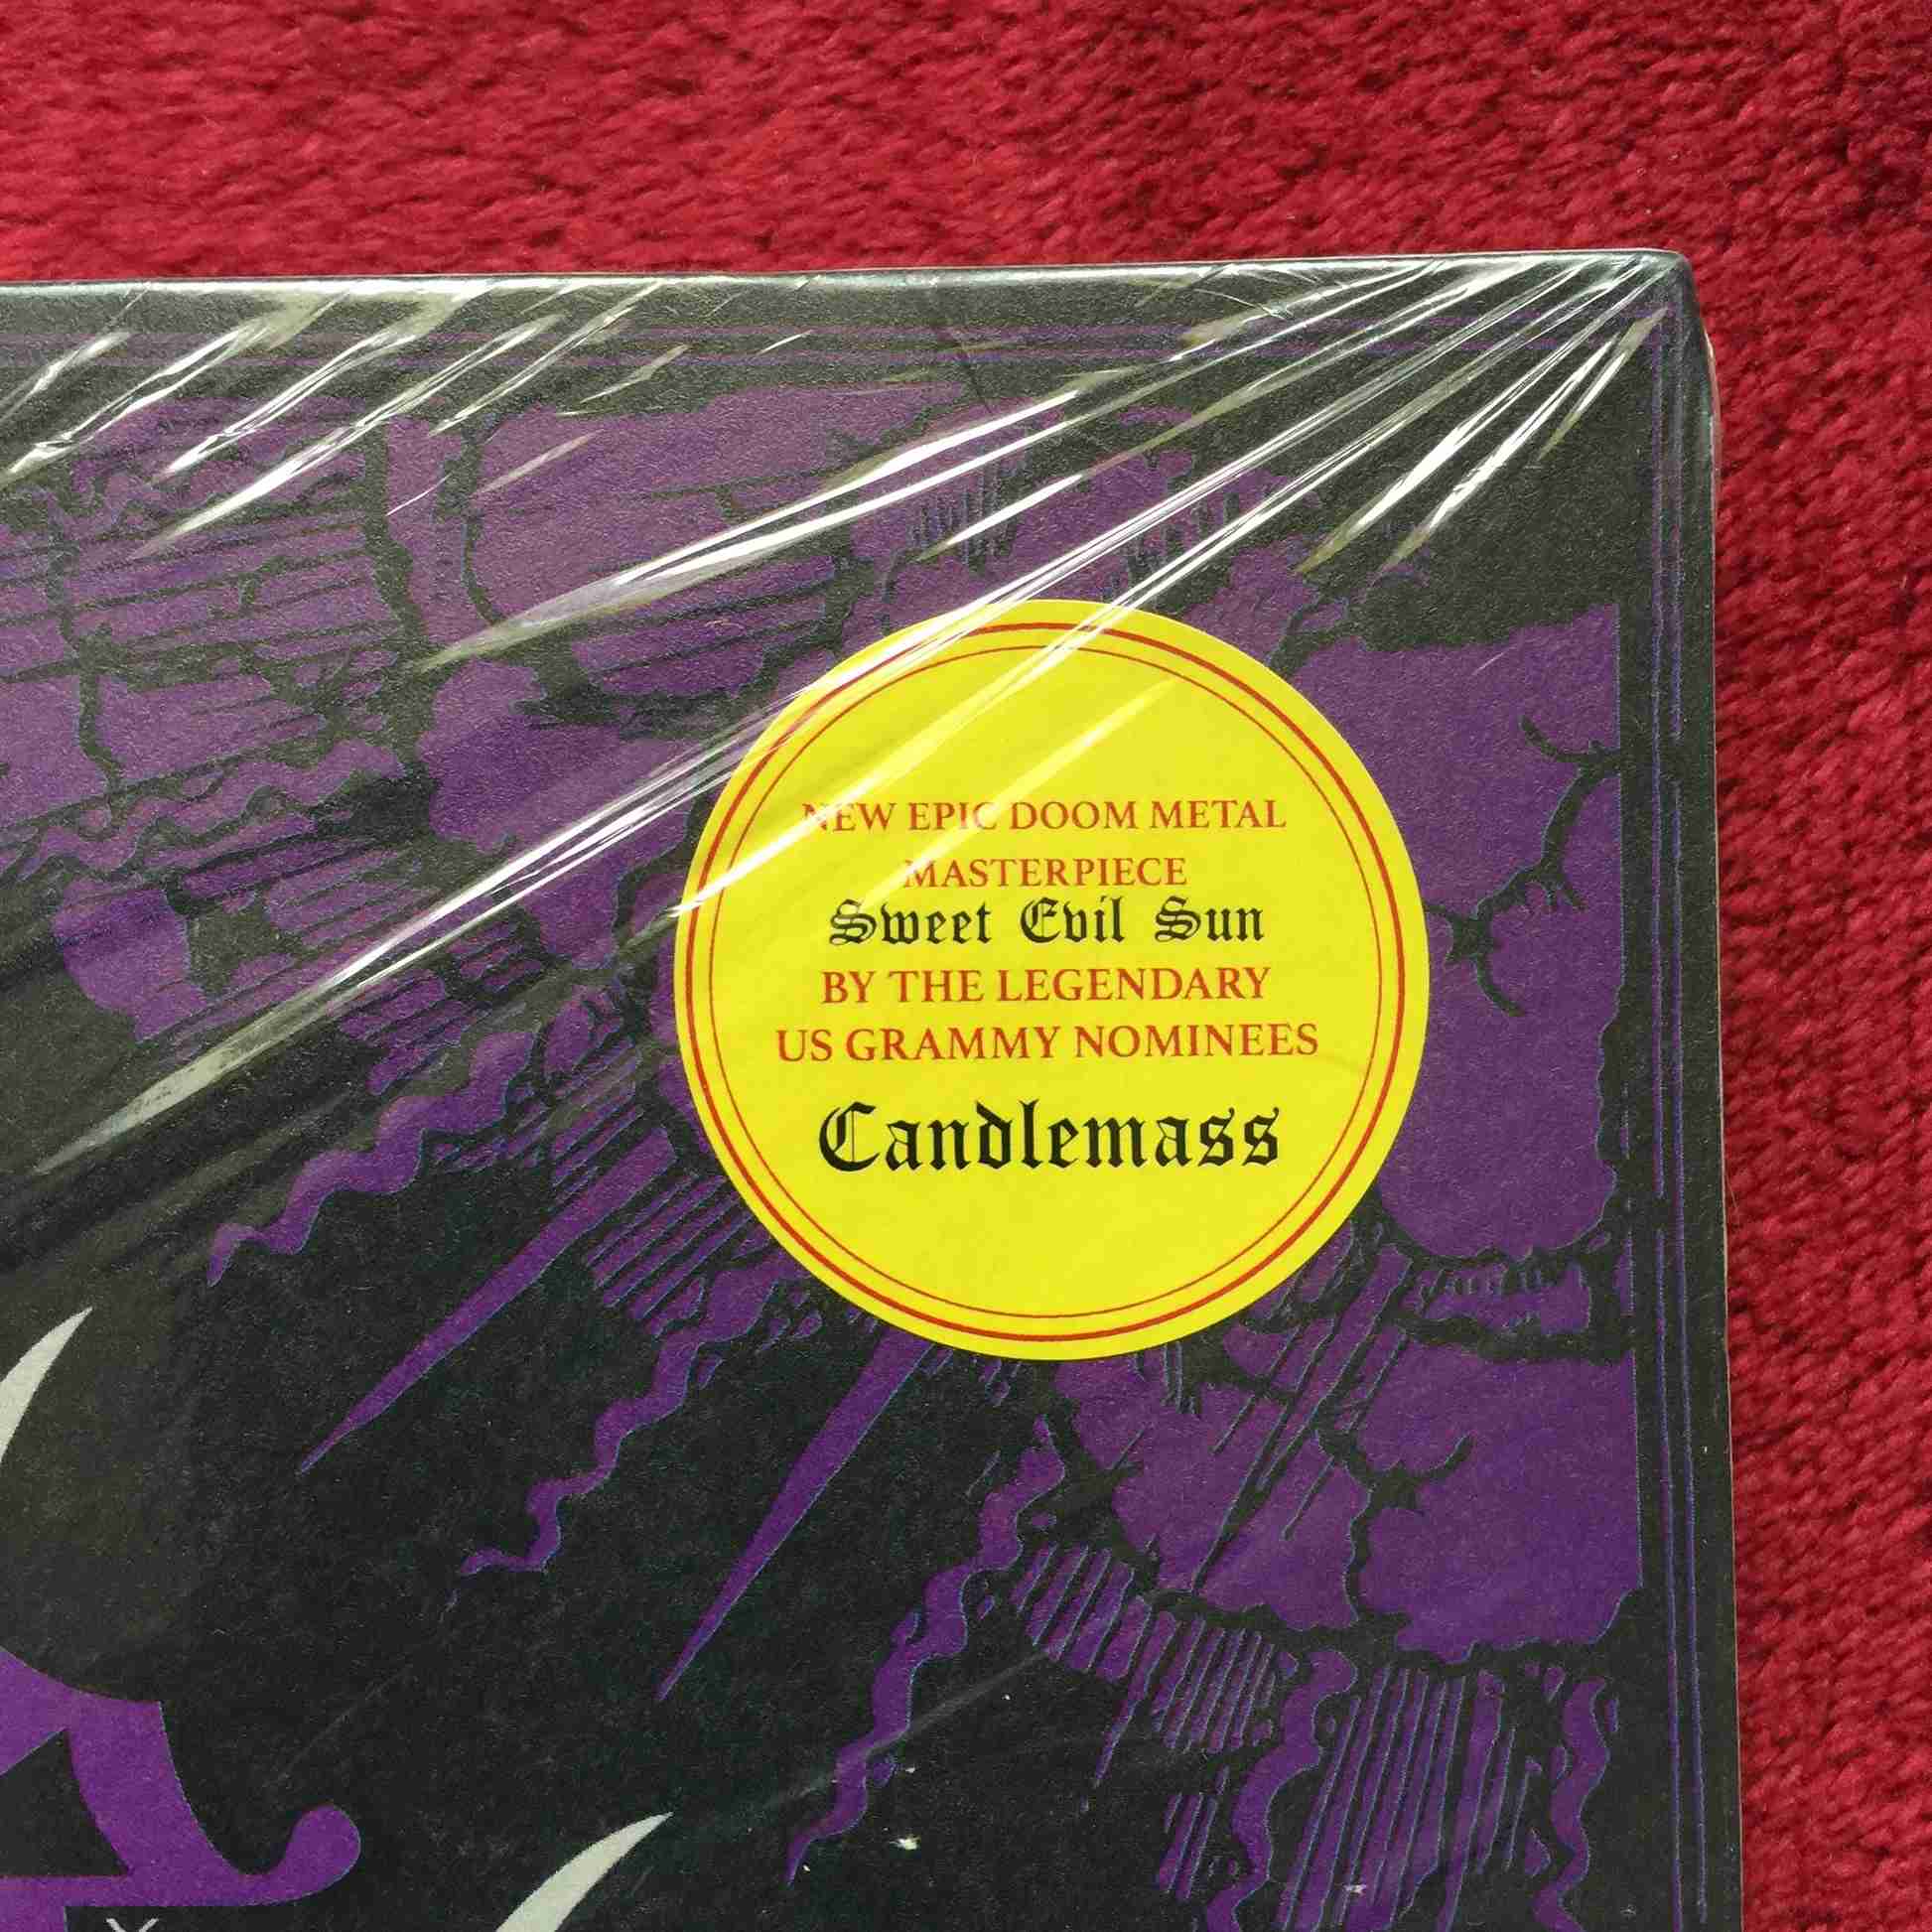 NEW EPIC DOOM METAL
MASTERPIECE
Sweet Evil Sun
BY THE LEGENDARY
US GRAMMY NOMINEES
Candlemass